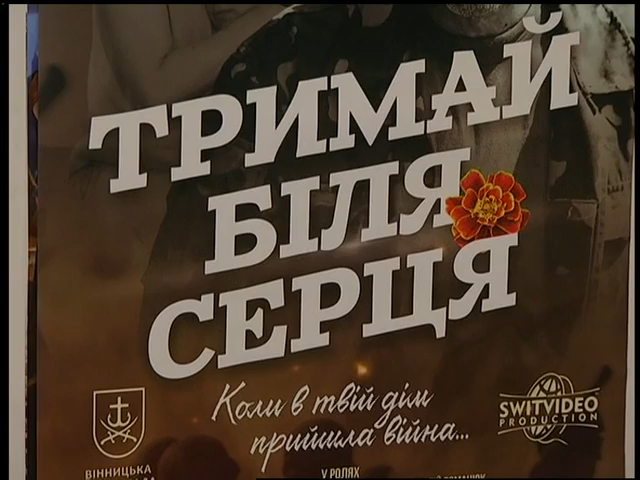 ТРИМАЙ
БІЛЯ
СЕРЦЯ
Коли в твій дім
прийшла війна...
SWITVIDEO
PRODUCTION
ВІННИЦЬКА
У РОЛЯХ